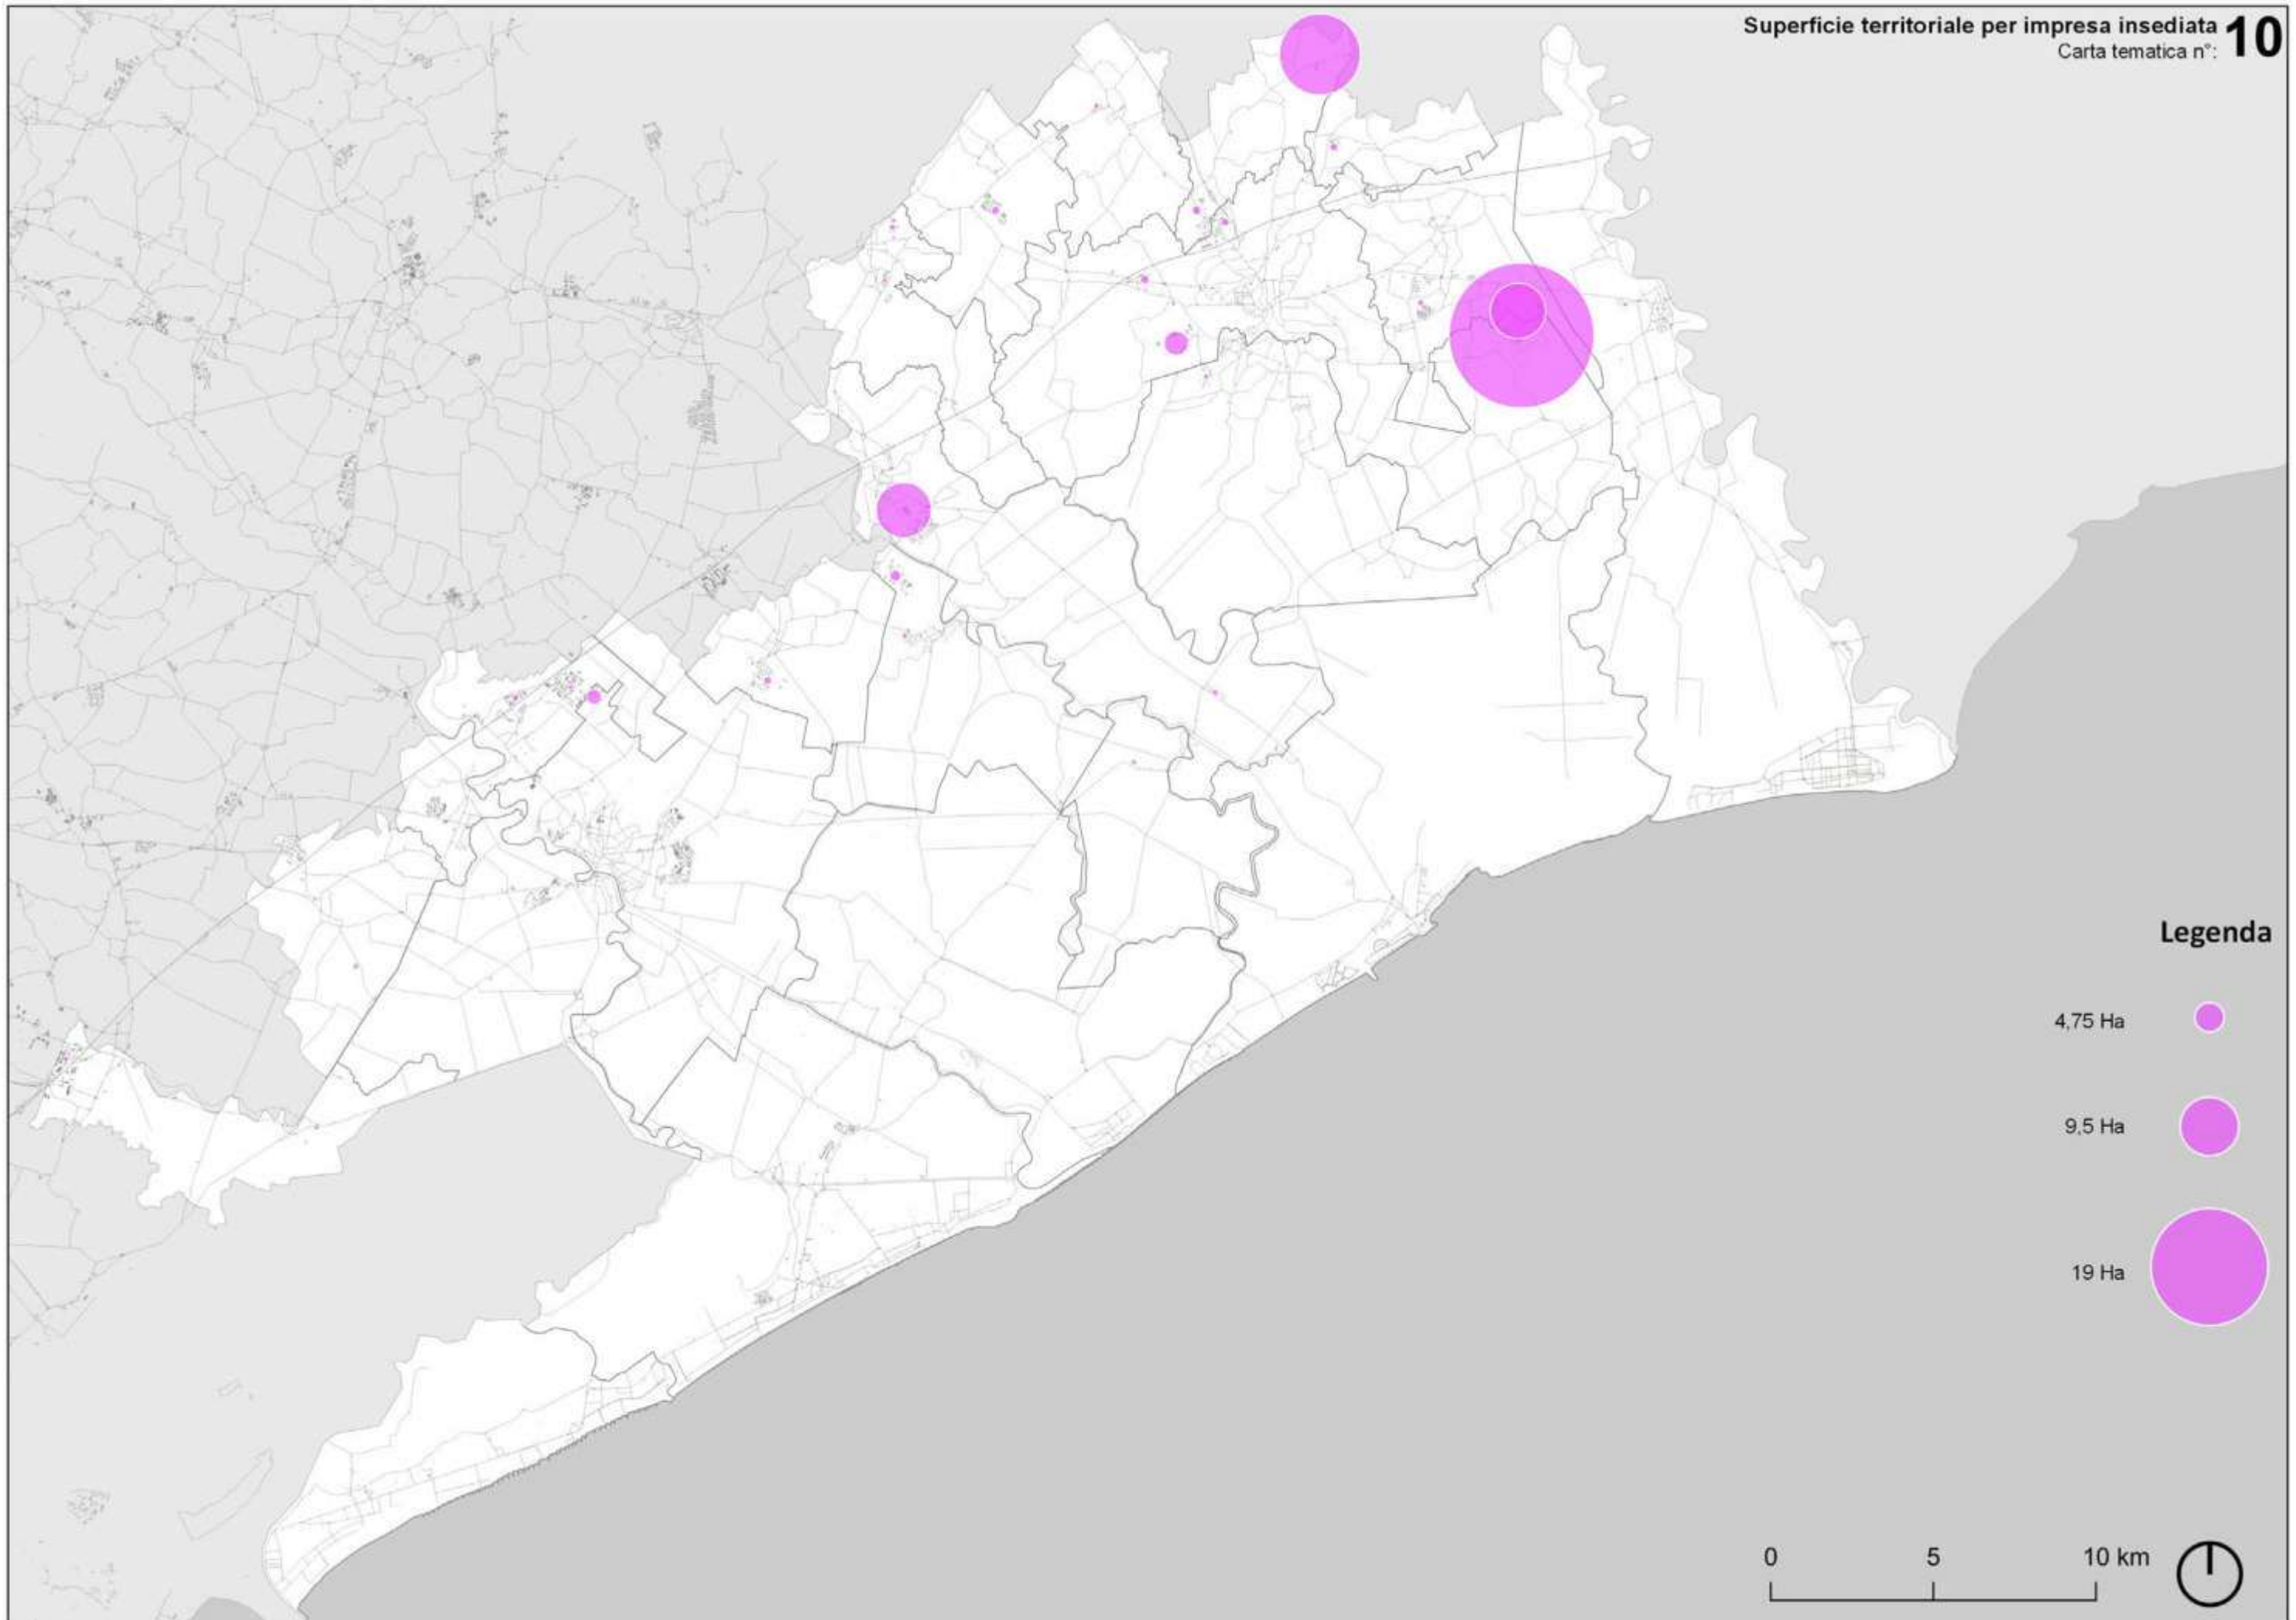 Superficie territoriale per impresa insediata 10
Carta tematica n°:
Legenda
4,75 Ha
9,5 Ha
19 Ha
0 5 10 km